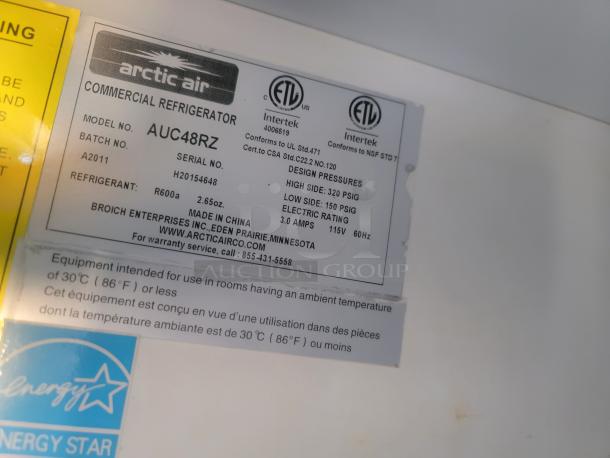 ING
BE
AND
S
E.
T
arctic air
COMMERCIAL REFRIGERATOR
MODEL NO. AUC48RZ
BATCH NO. SERIAL NO.
A2011 H20154648
REFRIGERANT: R600a 2.65oz.
C ETL US
Intertek
4006819
Conforms to UL Std.471
Cert.to CSA Std.C22.2 NO.120
ETL
Intertek
Conforms to NSF STD 7
DESIGN PRESSURES
HIGH SIDE: 320 PSIG
LOW SIDE: 150 PSIG
ELECTRIC RATING
3.0 AMPS 115V 60Hz
MADE IN CHINA
BROICH ENTERPRISES INC.EDEN PRAIRIE,MINNESOTA
WWW.ARCTICAIRCO.COM
For warranty service, call : 855-431-5558
AUCTION GROUP
Equipment intended for use in rooms having an ambient temperature
of 30°C ( 86°F ) or less
Cet équipement est conçu en vue d'une utilisation dans des pièces
dont la température ambiante est de 30°C ( 86°F ) ou moins
energy
NERGY STAR